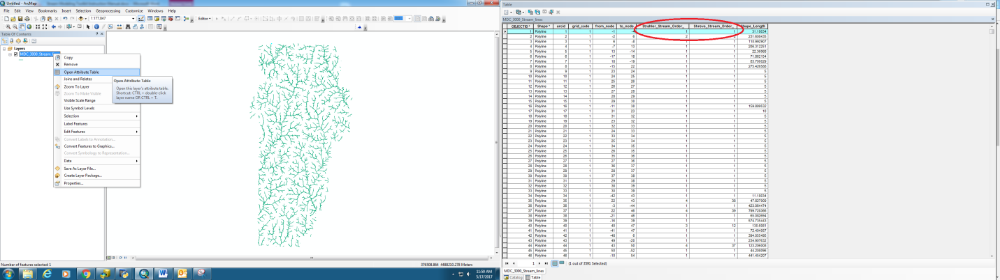 Untitled - ArcMap
File Edit View Bookmarks Insert Selection Geoprocessing Customize Windows Help
1:177,847
Editor
Table Of Contents
Layers
MDC_3000_Stream_lines
Copy
Remove
Open Attribute Table
Joins and Relates
Zoom To Layer
Zoom To Make Visible
Visible Scale Range
Use Symbol Levels
Selection
Label Features
Edit Features
Convert Labels to Annotation...
Convert Features to Graphics...
Convert Symbology to Representation...
Data
Save As Layer File...
Create Layer Package...
Properties...
Open Attribute Table
Open this layer's attribute table.
Shortcut: CTRL + double-click
layer name OR CTRL + T.
Number of features selected: 1
376508.864 4488210.278 Meters
11:50 AM
5/17/2017
Table
MDC_3000_Stream_lines
OBJECTID * Shape * arcid grid_code from_node to_node Strahler_Stream_Order_ Shreve_Stream_Order_ Shape_Length
1 Polyline 1 1 -1 1 1 31.18034
2 Polyline 2 1 -2 6 2 2 231.608435
3 Polyline 3 1 6 -8 110.992907
4 Polyline 4 1 -7 13 1 1 206.312251
5 Polyline 5 1 13 -14 1 1 22.36068
6 Polyline 6 1 -17 18 1 1 71.862154
7 Polyline 7 1 18 -19 1 1 83.700029
8 Polyline 8 1 -15 22 1 1 275.426588
9 Polyline 9 1 23 24 1 1 5
10 Polyline 10 1 24 25 1 1 5
11 Polyline 11 1 25 26 1 1 5
12 Polyline 12 1 26 27 1 1 5
13 Polyline 13 1 27 28 1 1 5
14 Polyline 14 1 28 29 1 1 5
15 Polyline 15 1 29 30 1 1 5
16 Polyline 16 1 -11 30 1 1 159.889532
17 Polyline 17 1 31 23 1 1 10
18 Polyline 18 1 31 32 1 1 5
19 Polyline 19 1 23 32 1 1 5
20 Polyline 20 1 32 33 1 1 5
21 Polyline 21 1 24 33 1 1 5
22 Polyline 22 1 33 34 1 1 5
23 Polyline 23 1 25 34 1 1 5
24 Polyline 24 1 34 35 1 1 5
25 Polyline 25 1 26 35 1 1 5
26 Polyline 26 1 35 36 1 1 5
27 Polyline 27 1 27 36 1 1 5
28 Polyline 28 1 36 37 1 1 5
29 Polyline 29 1 28 37 1 1 5
30 Polyline 30 1 37 38 1 1 5
31 Polyline 31 1 29 38 1 1 5
32 Polyline 32 1 38 39 1 1 5
33 Polyline 33 1 30 39 1 1 5
34 Polyline 34 1 -42 43 1 1 11.18034
35 Polyline 35 1 22 43 4 38 47.827009
36 Polyline 36 1 -3 -44 1 1 423.064474
37 Polyline 37 1 22 46 4 39 799.728366
38 Polyline 38 1 -21 46 1 1 65.082894
39 Polyline 39 1 -16 39 1 1 574.735443
40 Polyline 40 1 40 47 3 12 130.6081
41 Polyline 41 1 -41 47 1 1 72.404057
42 Polyline 42 1 -48 6 1 1 394.055495
43 Polyline 43 1 49 -20 1 1 234.907632
44 Polyline 44 1 43 50 4 37 123.206008
45 Polyline 45 1 50 -52 1 1 44.208096
46 Polyline 46 1 -10 54 1 1 441.454207
1 (1 out of 3591 Selected)
MDC_3000_Stream_lines
Catalog Table